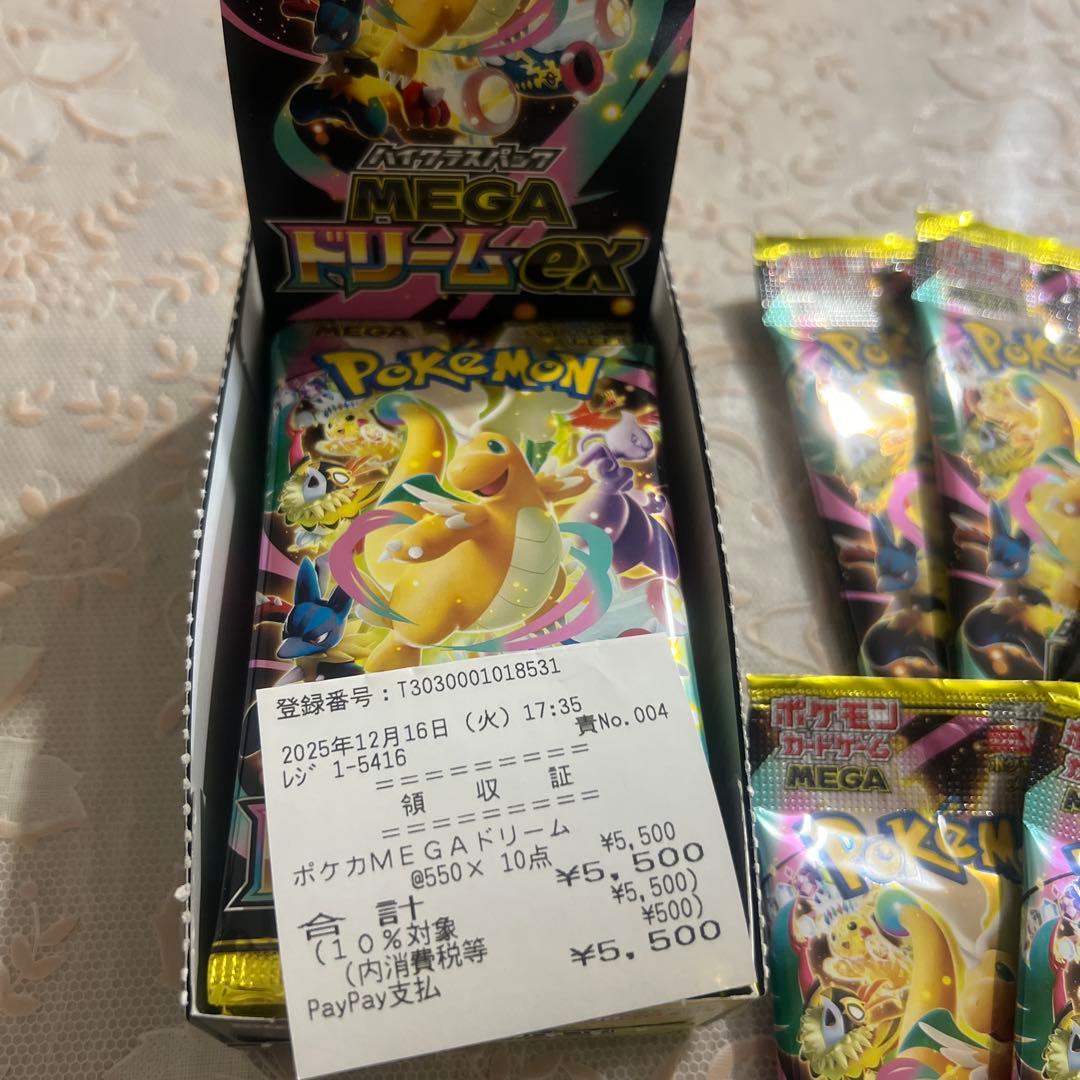 ハイクラスパック
MEGA
ドリームex
MEGA
POKÉMON
登録番号：T3030001018531
2025年12月16日（火）17:35
ﾚｼﾞ 1-5416 責No.004
=========
領 収 証
=========
ポケカＭＥＧＡドリーム ¥5,500
@550× 10点
合 計 ¥5,500
(１０％対象 ¥5,500)
(内消費税等 ¥500)
PayPay支払 ¥5,500
ポケモン
カードゲーム
MEGA
POKÉM